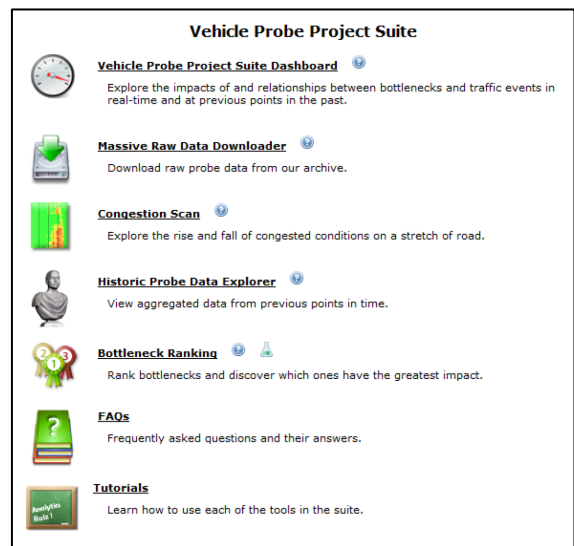 Vehicle Probe Project Suite
Vehicle Probe Project Suite Dashboard ?
Explore the impacts of and relationships between bottlenecks and traffic events in
real-time and at previous points in the past.
Massive Raw Data Downloader ?
Download raw probe data from our archive.
Congestion Scan ?
Explore the rise and fall of congested conditions on a stretch of road.
Historic Probe Data Explorer ?
View aggregated data from previous points in time.
2 1 3
Bottleneck Ranking ?
Rank bottlenecks and discover which ones have the greatest impact.
?
FAQs
Frequently asked questions and their answers.
Analytics
Rulz !
Tutorials
Learn how to use each of the tools in the suite.